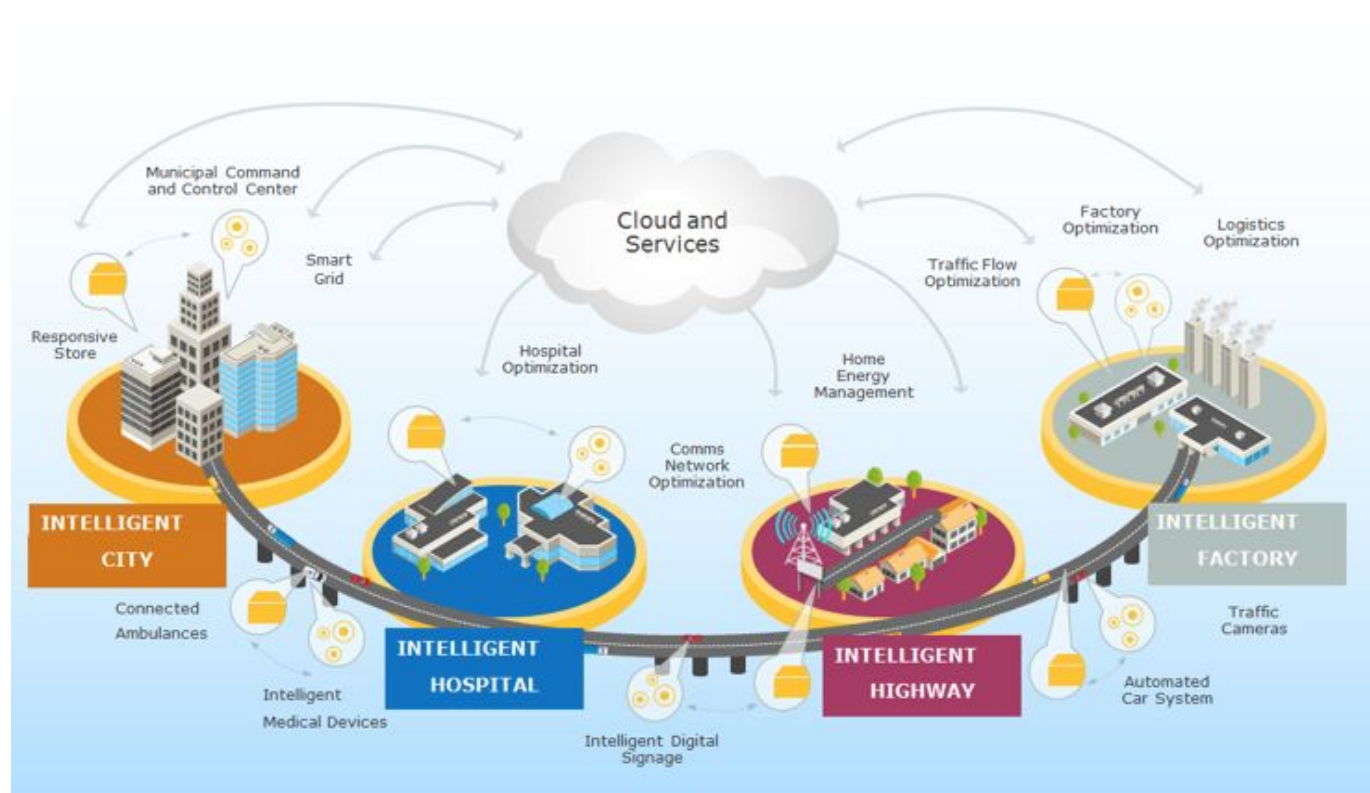 Municipal Command
and Control Center
Smart
Grid
Responsive
Store
Cloud and
Services
Hospital
Optimization
Home
Energy
Management
Comms
Network
Optimization
Traffic Flow
Optimization
Factory
Optimization
Logistics
Optimization
INTELLIGENT
CITY
Connected
Ambulances
Intelligent
Medical Devices
INTELLIGENT
HOSPITAL
Intelligent Digital
Signage
INTELLIGENT
HIGHWAY
INTELLIGENT
FACTORY
Traffic
Cameras
Automated
Car System